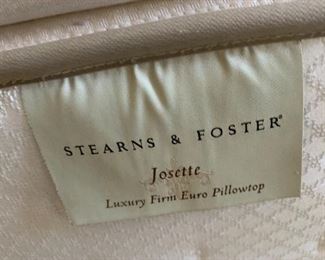 STEARNS & FOSTER®
Josette
Luxury Firm Euro Pillowtop